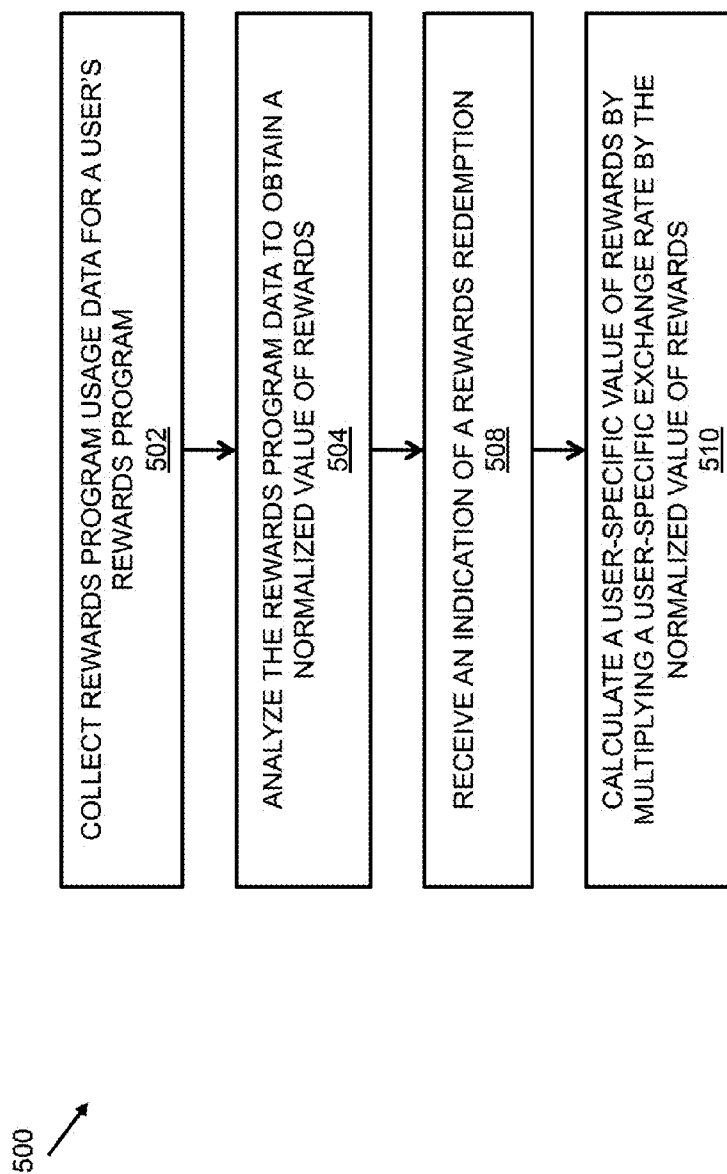 500
COLLECT REWARDS PROGRAM USAGE DATA FOR A USER'S
REWARDS PROGRAM
502
ANALYZE THE REWARDS PROGRAM DATA TO OBTAIN A
NORMALIZED VALUE OF REWARDS
504
RECEIVE AN INDICATION OF A REWARDS REDEMPTION
508
CALCULATE A USER-SPECIFIC VALUE OF REWARDS BY
MULTIPLYING A USER-SPECIFIC EXCHANGE RATE BY THE
NORMALIZED VALUE OF REWARDS
510